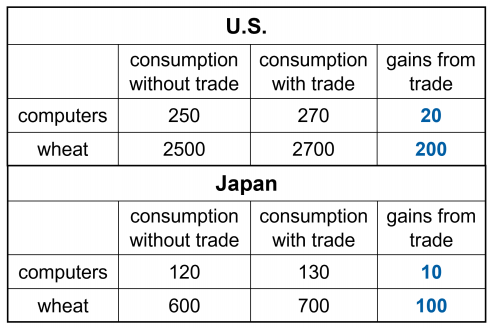 U.S.
consumption without trade consumption with trade gains from trade
computers 250 270 20
wheat 2500 2700 200
Japan
consumption without trade consumption with trade gains from trade
computers 120 130 10
wheat 600 700 100